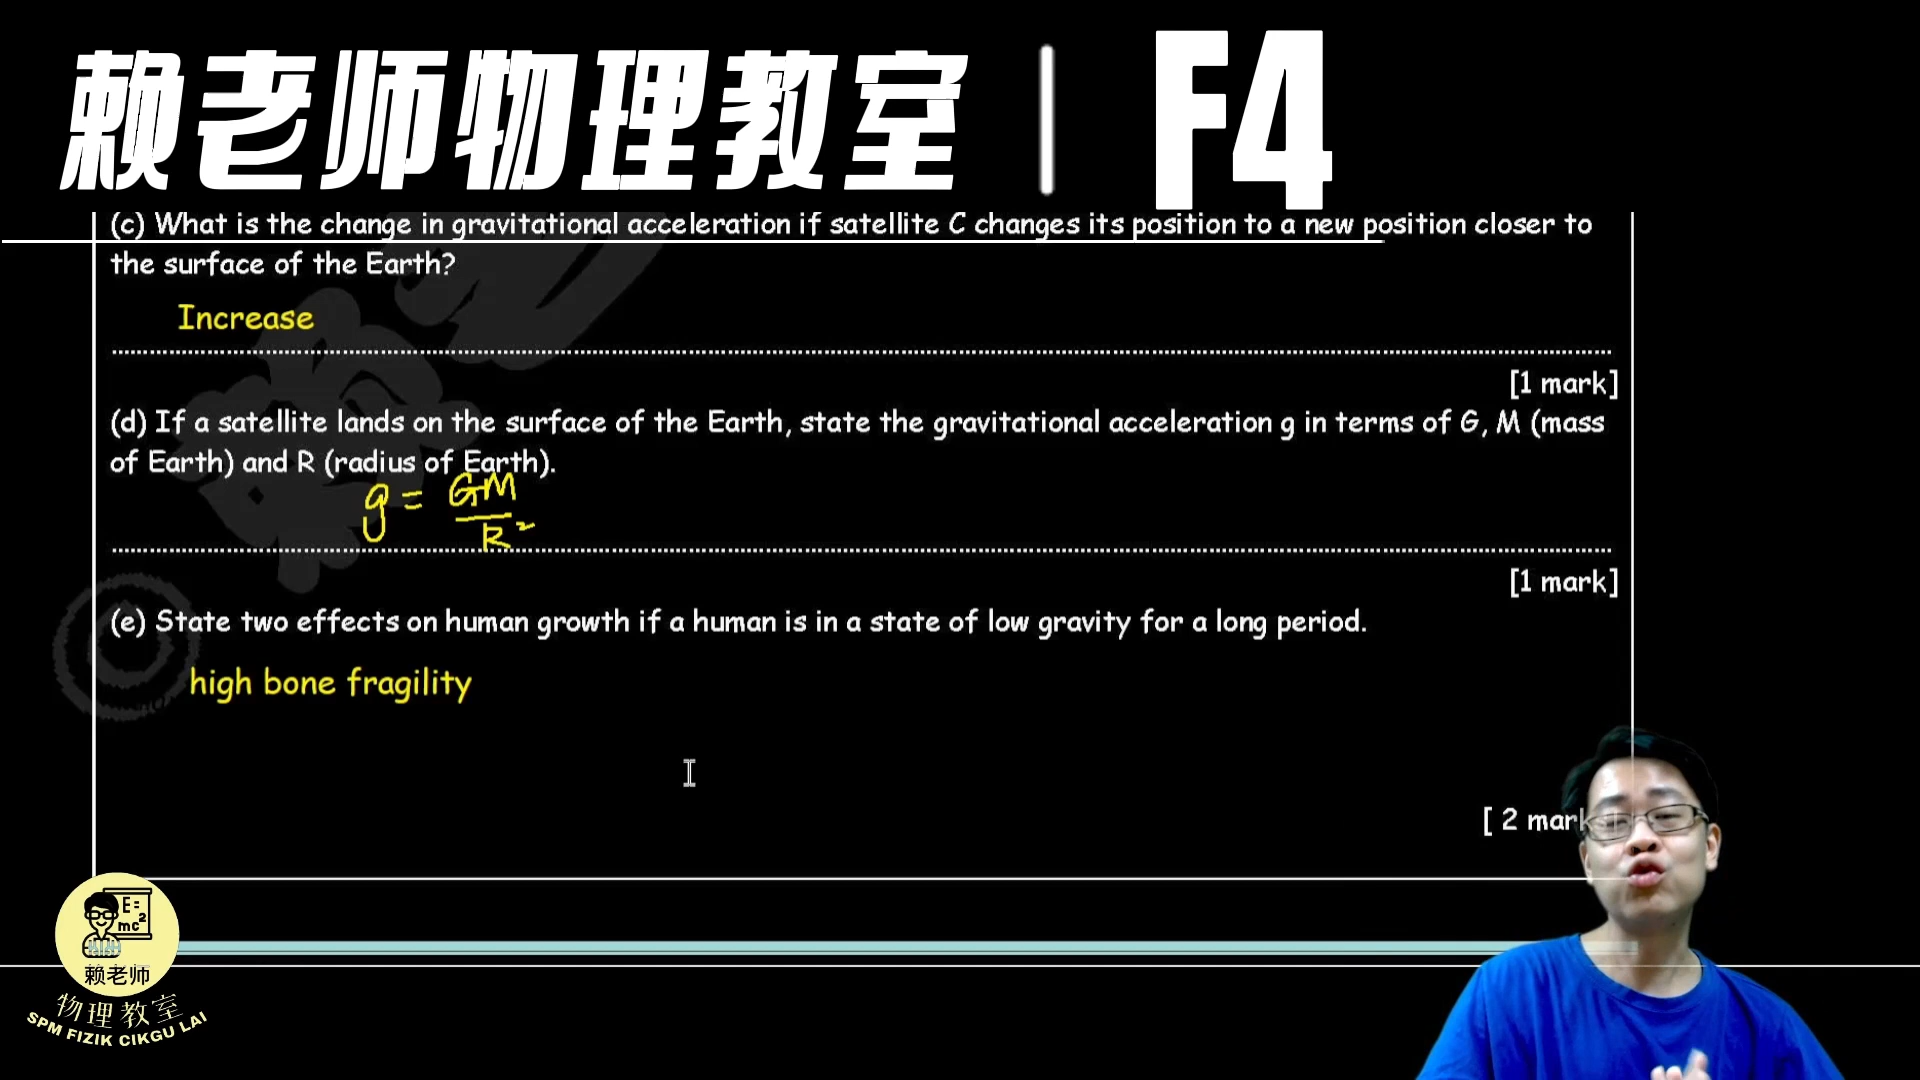 赖老师物理教室 | F4
(c) What is the change in gravitational acceleration if satellite C changes its position to a new position closer to
the surface of the Earth?
Increase
[1 mark]
(d) If a satellite lands on the surface of the Earth, state the gravitational acceleration g in terms of G, M (mass
of Earth) and R (radius of Earth).
g = GM
R²
[1 mark]
(e) State two effects on human growth if a human is in a state of low gravity for a long period.
high bone fragility
[ 2 mark
E=
mc²
赖老师
物理教室
SPM FIZIK CIKGU LAI